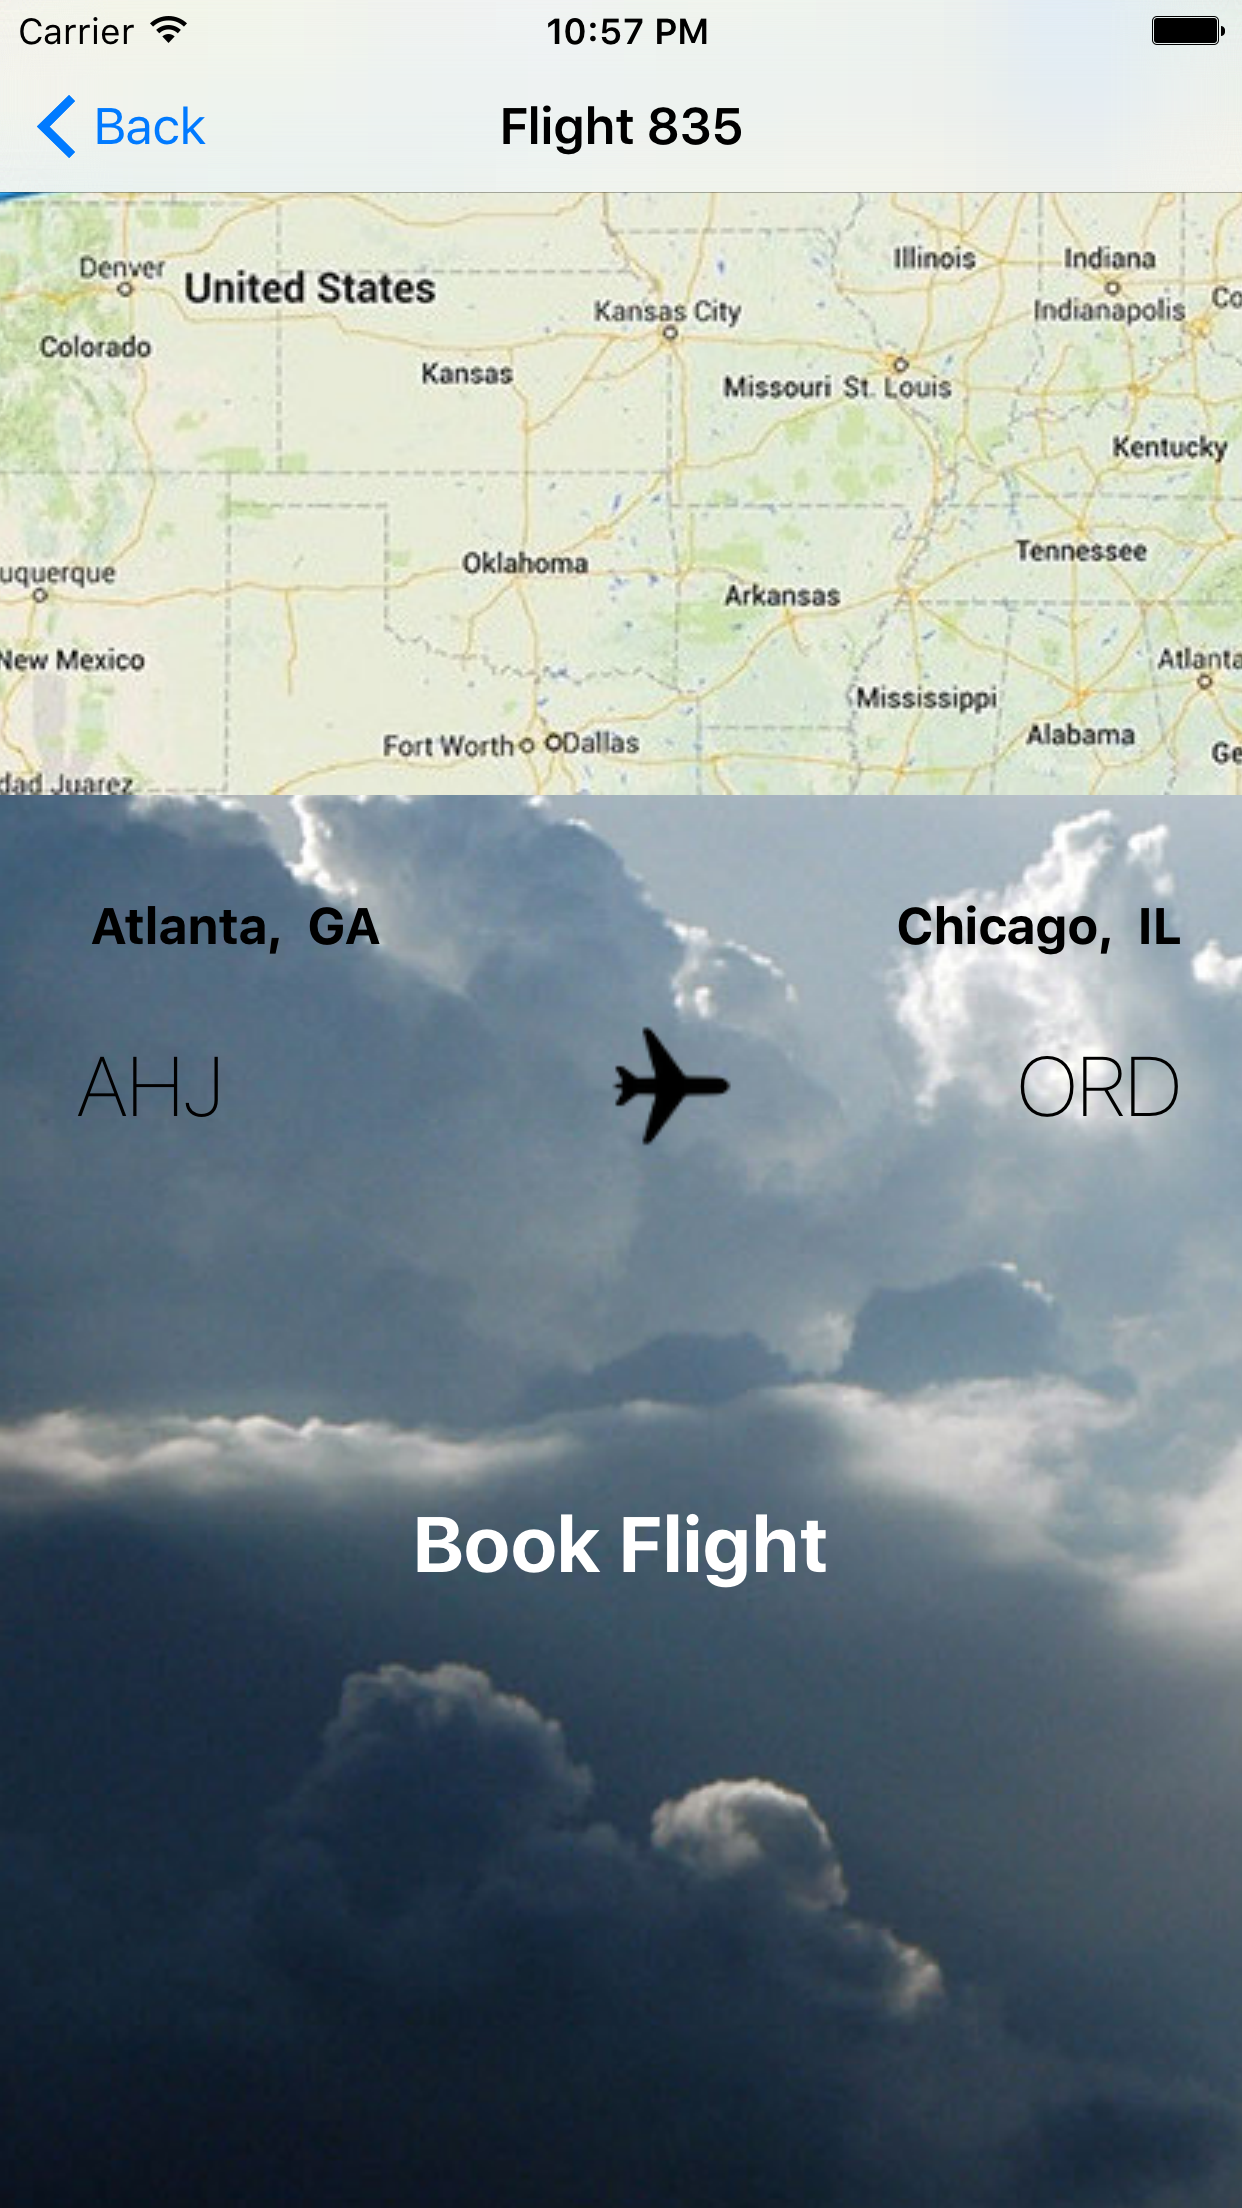 Carrier 10:57 PM
Back Flight 835
Denver
United States
Illinois
Indiana
Kansas City
Indianapolis
Co
Colorado
Kansas
Missouri
St. Louis
Kentucky
Oklahoma
Tennessee
uquerque
Arkansas
New Mexico
Atlanta
Mississippi
Alabama
Fort Worth
Dallas
Ge
dad Juarez
Atlanta, GA Chicago, IL
AHJ ORD
Book Flight